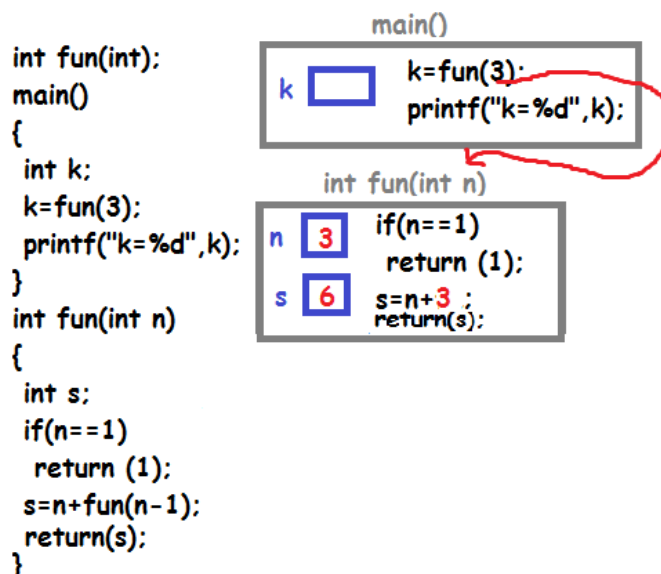 int fun(int);
main()
{
int k;
k=fun(3);
printf("k=%d",k);
}
int fun(int n)
{
int s;
if(n==1)
return (1);
s=n+fun(n-1);
return(s);
}
main()
k
k=fun(3);
printf("k=%d",k);
int fun(int n)
n 3
s 6
if(n==1)
return (1);
s=n+3 ;
return(s);